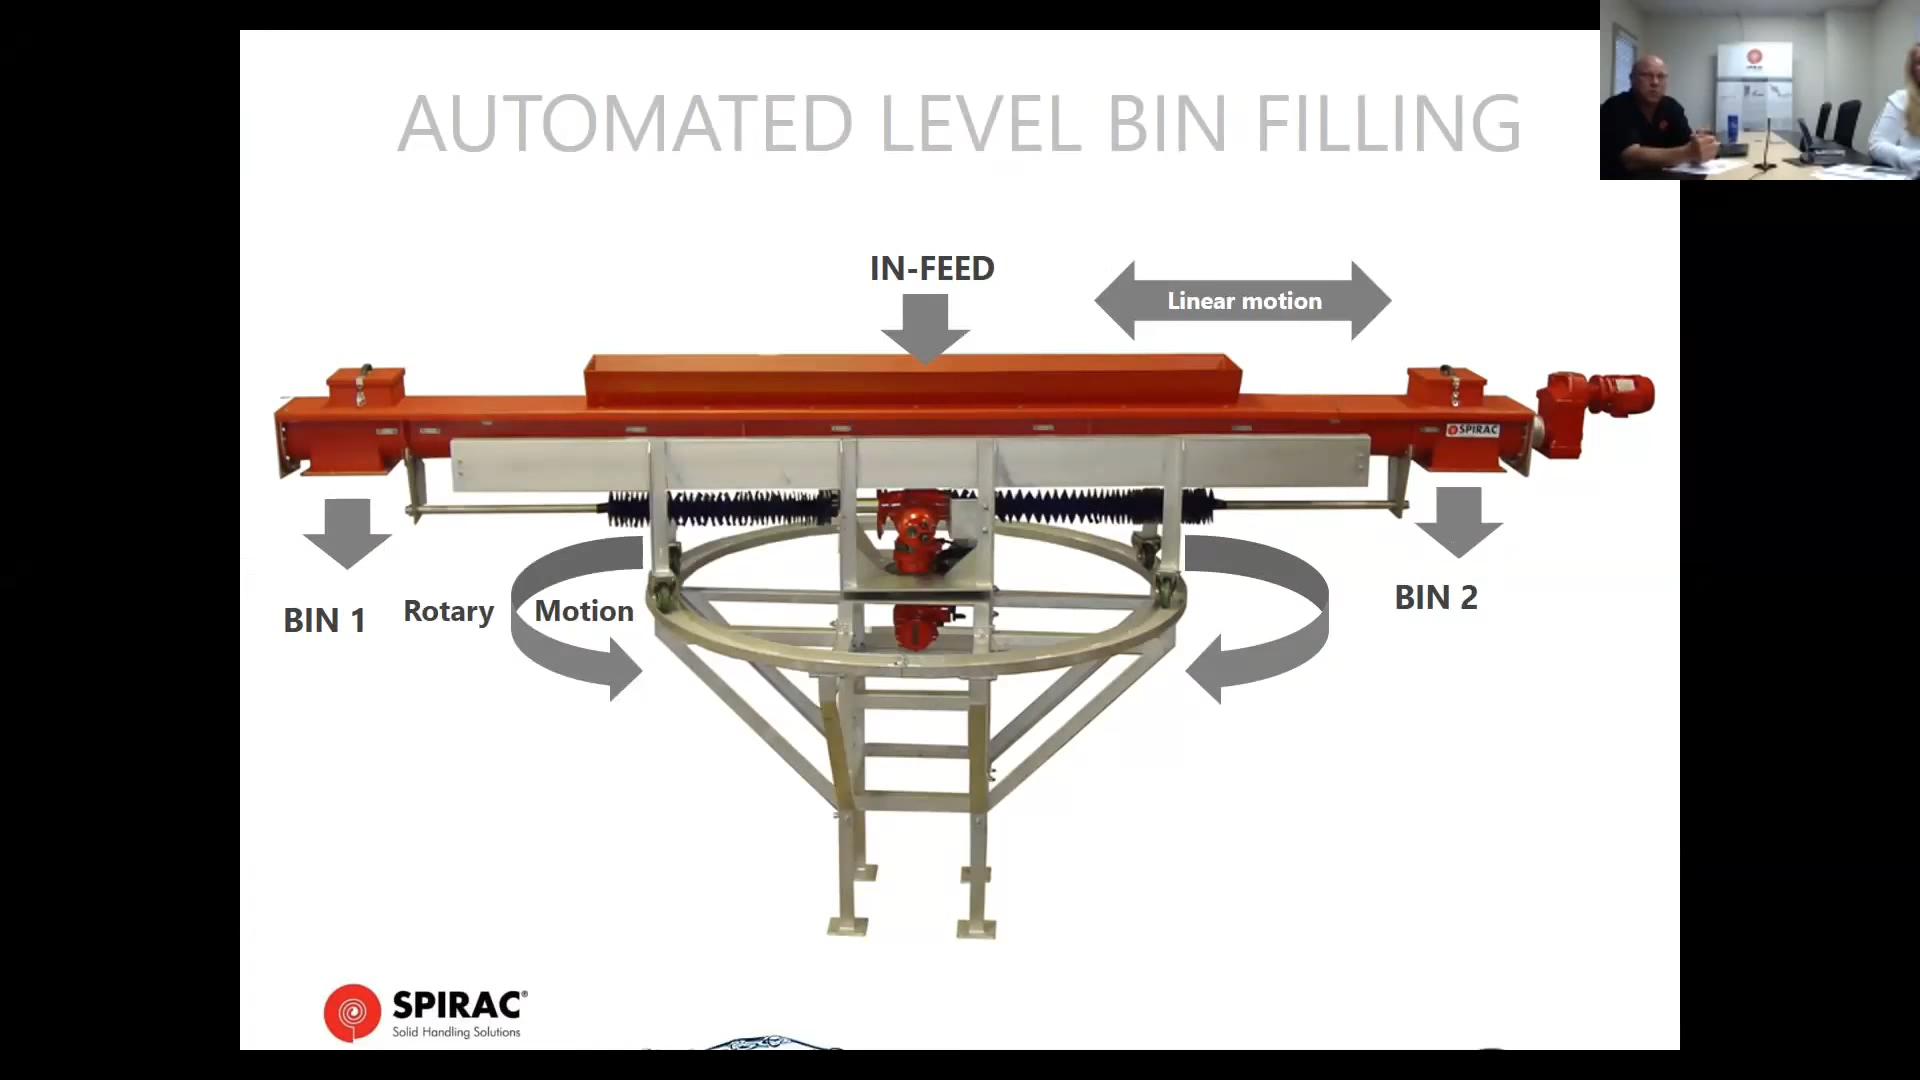 AUTOMATED LEVEL BIN FILLING
IN-FEED
Linear motion
SPIRAC
BIN 1
Rotary Motion
BIN 2
SPIRAC®
Solid Handling Solutions